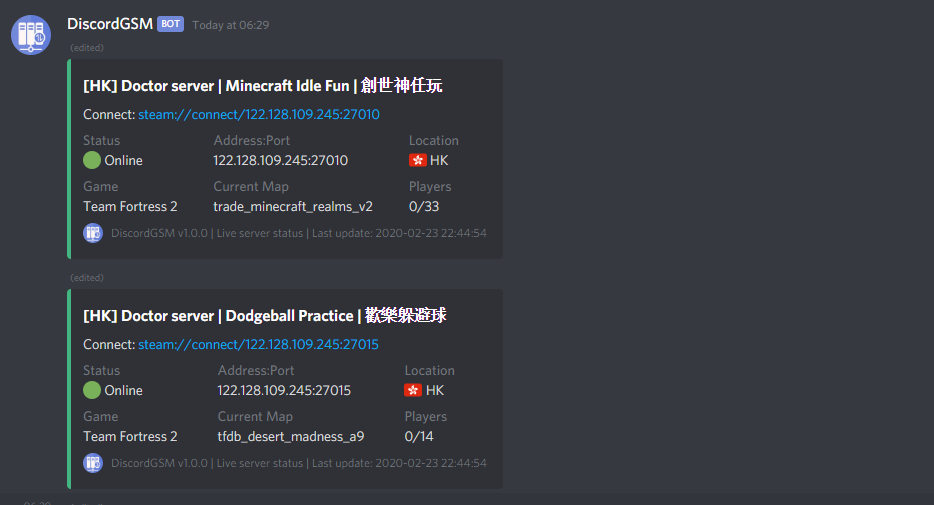 DiscordGSM BOT Today at 06:29
(edited)
[HK] Doctor server | Minecraft Idle Fun | 創世神任玩
Connect: steam://connect/122.128.109.245:27010
Status Address:Port Location
Online 122.128.109.245:27010 HK
Game Current Map Players
Team Fortress 2 trade_minecraft_realms_v2 0/33
DiscordGSM v1.0.0 | Live server status | Last update: 2020-02-23 22:44:54
(edited)
[HK] Doctor server | Dodgeball Practice | 歡樂躲避球
Connect: steam://connect/122.128.109.245:27015
Status Address:Port Location
Online 122.128.109.245:27015 HK
Game Current Map Players
Team Fortress 2 tfdb_desert_madness_a9 0/14
DiscordGSM v1.0.0 | Live server status | Last update: 2020-02-23 22:44:54